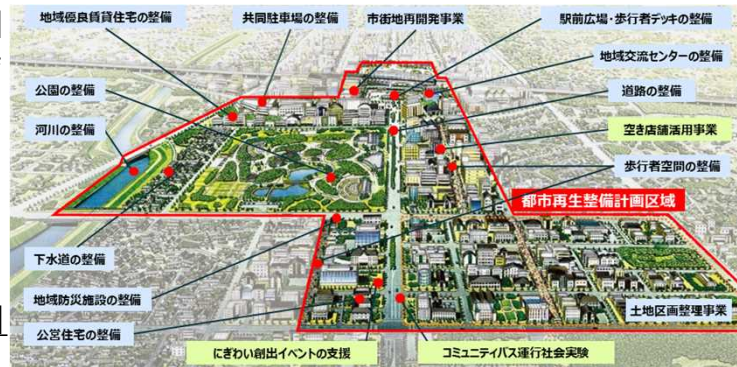 地域優良賃貸住宅の整備
共同駐車場の整備
市街地再開発事業
駅前広場・歩行者デッキの整備
地域交流センターの整備
公園の整備
道路の整備
河川の整備
空き店舗活用事業
歩行者空間の整備
都市再生整備計画区域
下水道の整備
地域防災施設の整備
土地区画整理事業
公営住宅の整備
にぎわい創出イベントの支援
コミュニティバス運行社会実験